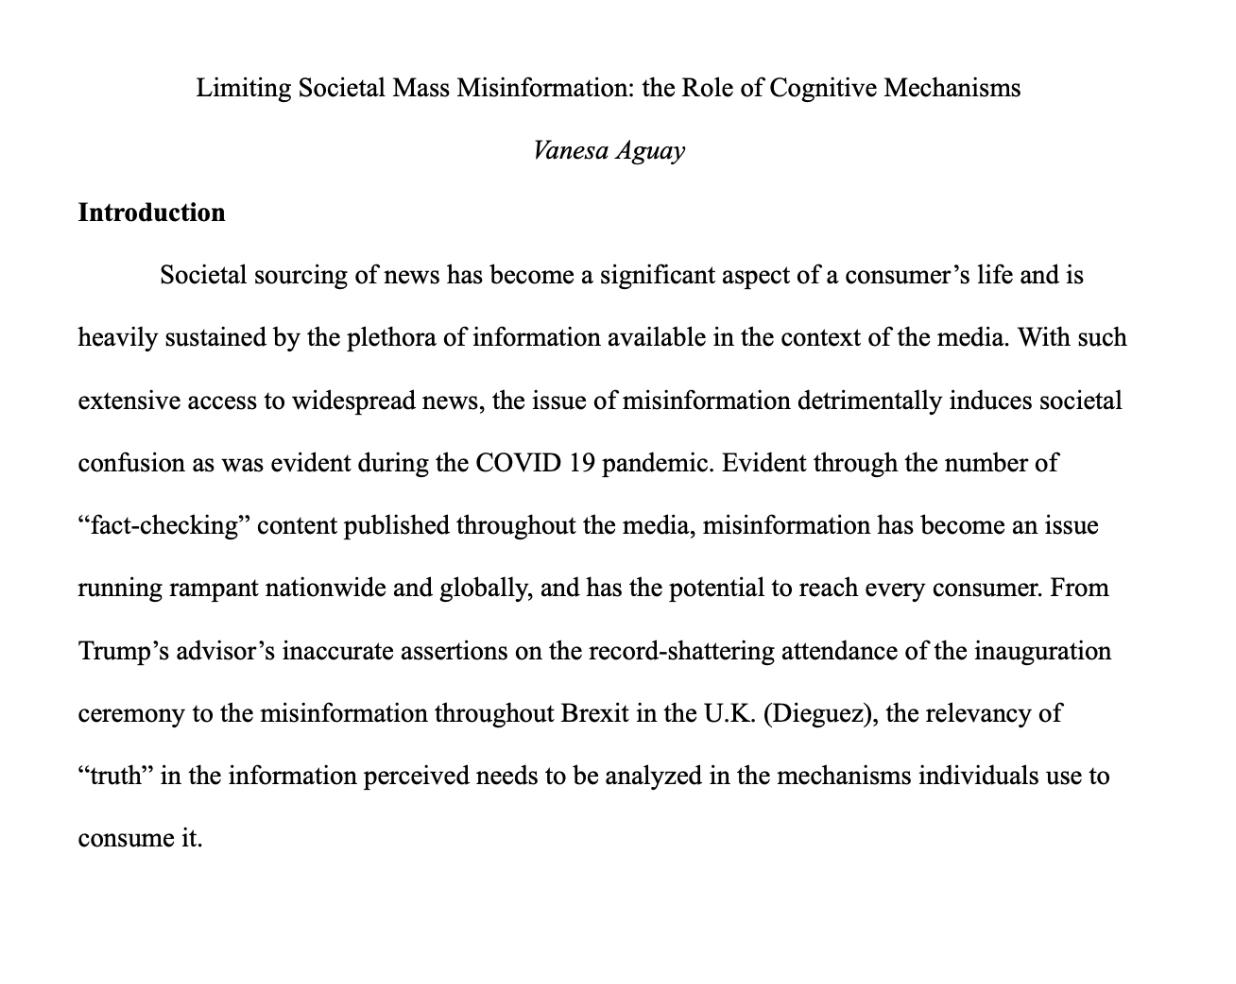 Limiting Societal Mass Misinformation: the Role of Cognitive Mechanisms
Vanesa Aguay
Introduction
Societal sourcing of news has become a significant aspect of a consumer’s life and is
heavily sustained by the plethora of information available in the context of the media. With such
extensive access to widespread news, the issue of misinformation detrimentally induces societal
confusion as was evident during the COVID 19 pandemic. Evident through the number of
“fact-checking” content published throughout the media, misinformation has become an issue
running rampant nationwide and globally, and has the potential to reach every consumer. From
Trump’s advisor’s inaccurate assertions on the record-shattering attendance of the inauguration
ceremony to the misinformation throughout Brexit in the U.K. (Dieguez), the relevancy of
“truth” in the information perceived needs to be analyzed in the mechanisms individuals use to
consume it.